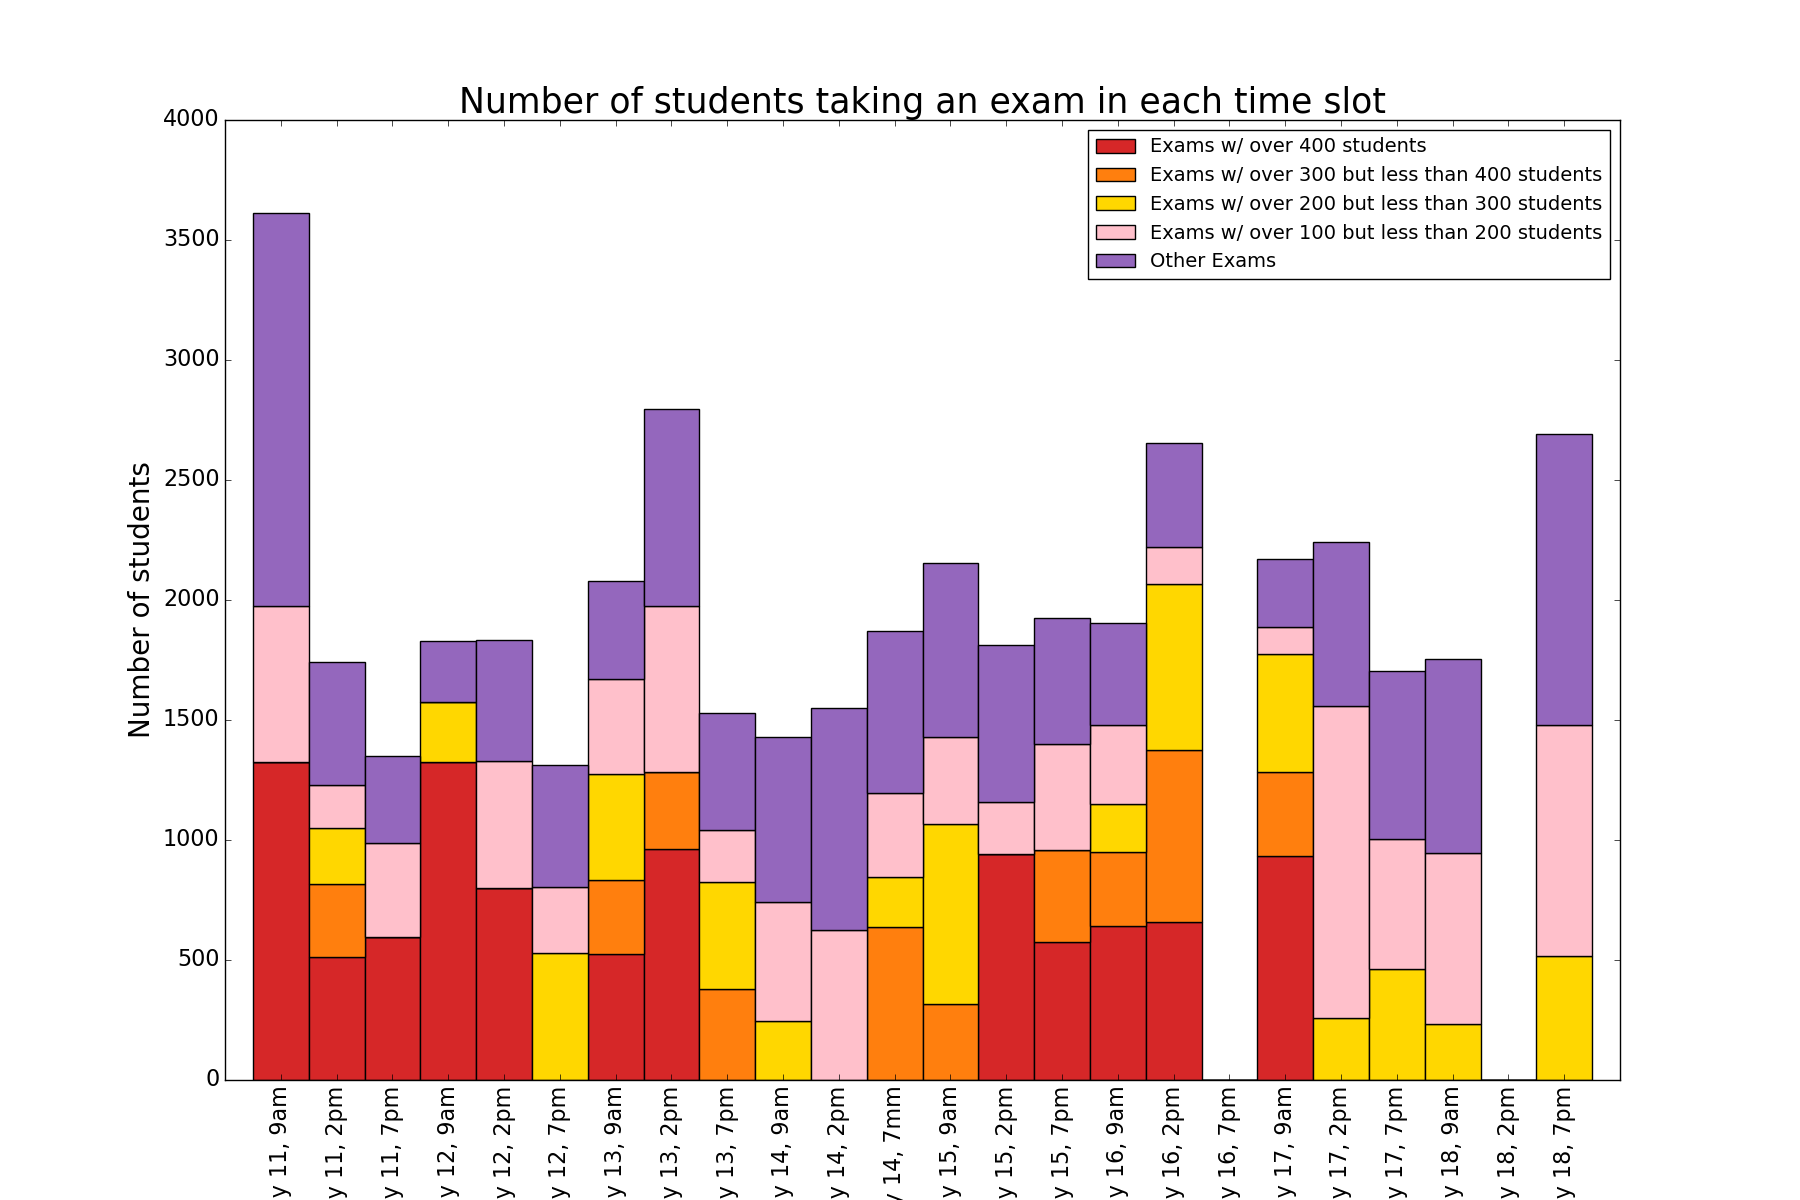 Number of students taking an exam in each time slot
Exams w/ over 400 students
Exams w/ over 300 but less than 400 students
Exams w/ over 200 but less than 300 students
Exams w/ over 100 but less than 200 students
Other Exams
Number of students
4000
3500
3000
2500
2000
1500
1000
500
0
y 11, 9am
y 11, 2pm
y 11, 7pm
y 12, 9am
y 12, 2pm
y 12, 7pm
y 13, 9am
y 13, 2pm
y 13, 7pm
y 14, 9am
y 14, 2pm
y 14, 7mm
y 15, 9am
y 15, 2pm
y 15, 7pm
y 16, 9am
y 16, 2pm
y 16, 7pm
y 17, 9am
y 17, 2pm
y 17, 7pm
y 18, 9am
y 18, 2pm
y 18, 7pm